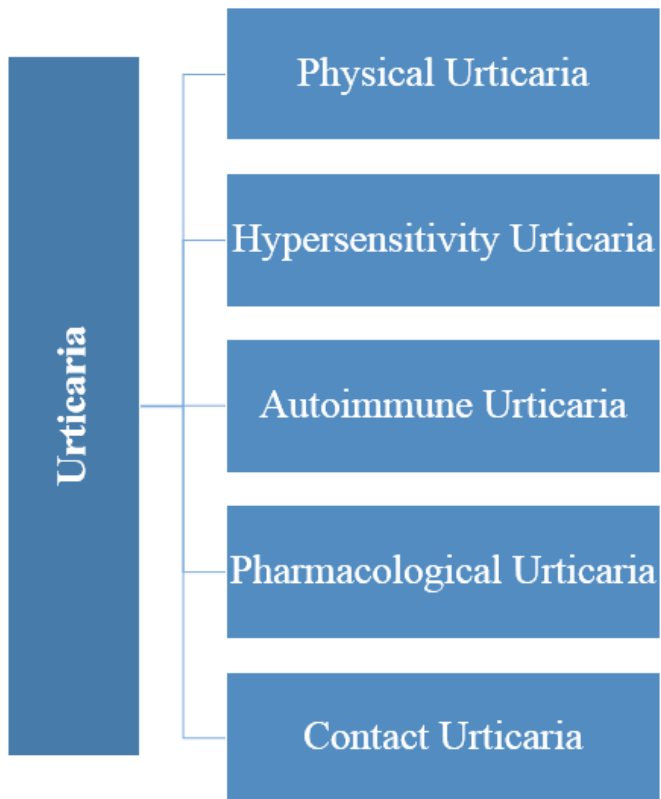 Urticaria
Physical Urticaria
Hypersensitivity Urticaria
Autoimmune Urticaria
Pharmacological Urticaria
Contact Urticaria